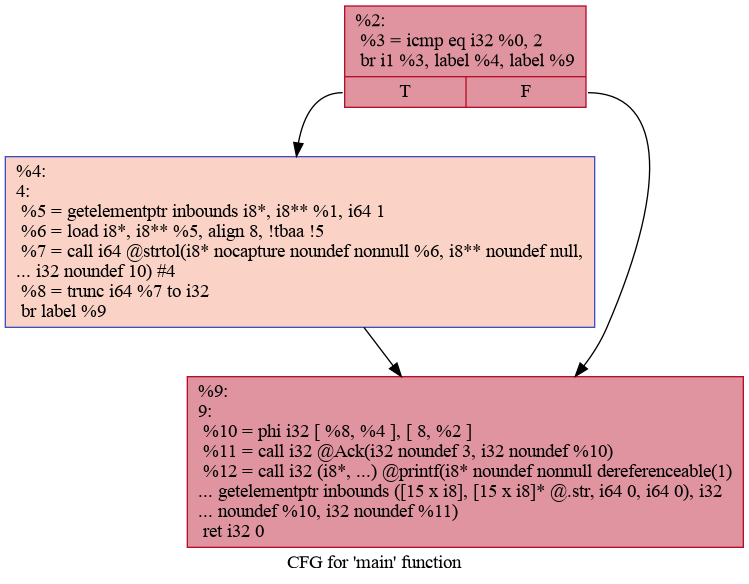 %2:
%3 = icmp eq i32 %0, 2
br i1 %3, label %4, label %9
T F
%4:
4:
%5 = getelementptr inbounds i8*, i8** %1, i64 1
%6 = load i8*, i8** %5, align 8, !tbaa !5
%7 = call i64 @strtol(i8* nocapture noundef nonnull %6, i8** noundef null,
... i32 noundef 10) #4
%8 = trunc i64 %7 to i32
br label %9
%9:
9:
%10 = phi i32 [ %8, %4 ], [ 8, %2 ]
%11 = call i32 @Ack(i32 noundef 3, i32 noundef %10)
%12 = call i32 (i8*, ...) @printf(i8* noundef nonnull dereferenceable(1)
... getelementptr inbounds ([15 x i8], [15 x i8]* @.str, i64 0, i64 0), i32
... noundef %10, i32 noundef %11)
ret i32 0
CFG for 'main' function